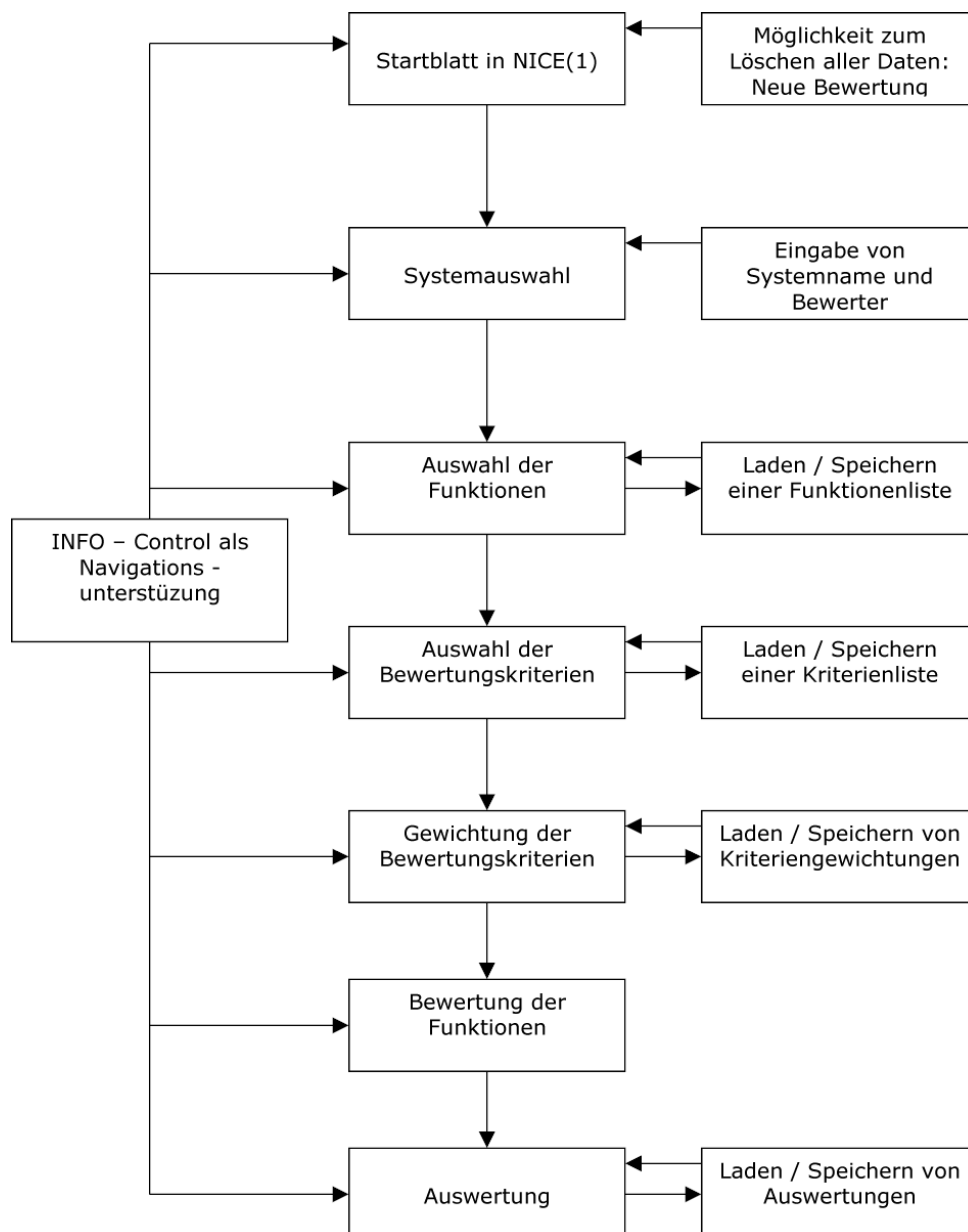 Startblatt in NICE(1)
Möglichkeit zum
Löschen aller Daten:
Neue Bewertung
Systemauswahl
Eingabe von
Systemname und
Bewerter
Auswahl der
Funktionen
Laden / Speichern
einer Funktionenliste
INFO – Control als
Navigations -
unterstüzung
Auswahl der
Bewertungskriterien
Laden / Speichern
einer Kriterienliste
Gewichtung der
Bewertungskriterien
Laden / Speichern von
Kriteriengewichtungen
Bewertung der
Funktionen
Auswertung
Laden / Speichern von
Auswertungen